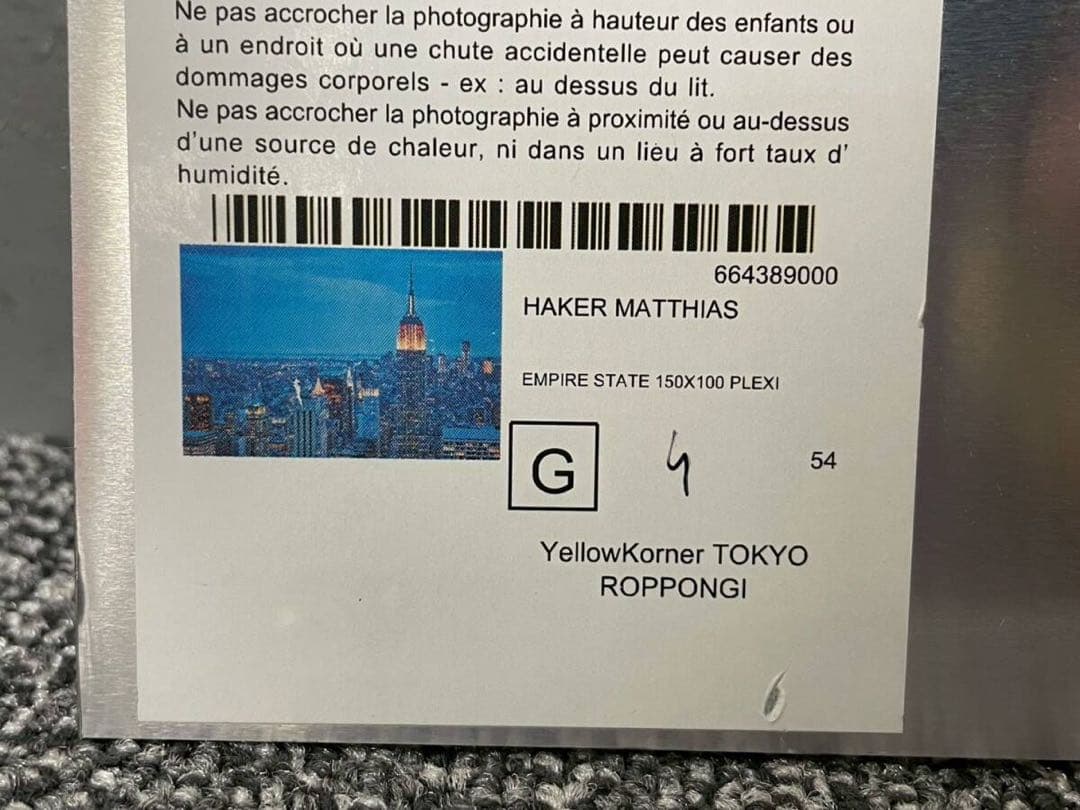 Ne pas accrocher la photographie à hauteur des enfants ou
à un endroit où une chute accidentelle peut causer des
dommages corporels - ex : au dessus du lit.
Ne pas accrocher la photographie à proximité ou au-dessus
d'une source de chaleur, ni dans un lieu à fort taux d'
humidité.
664389000
HAKER MATTHIAS
EMPIRE STATE 150X100 PLEXI
G 4 54
YellowKorner TOKYO
ROPPONGI